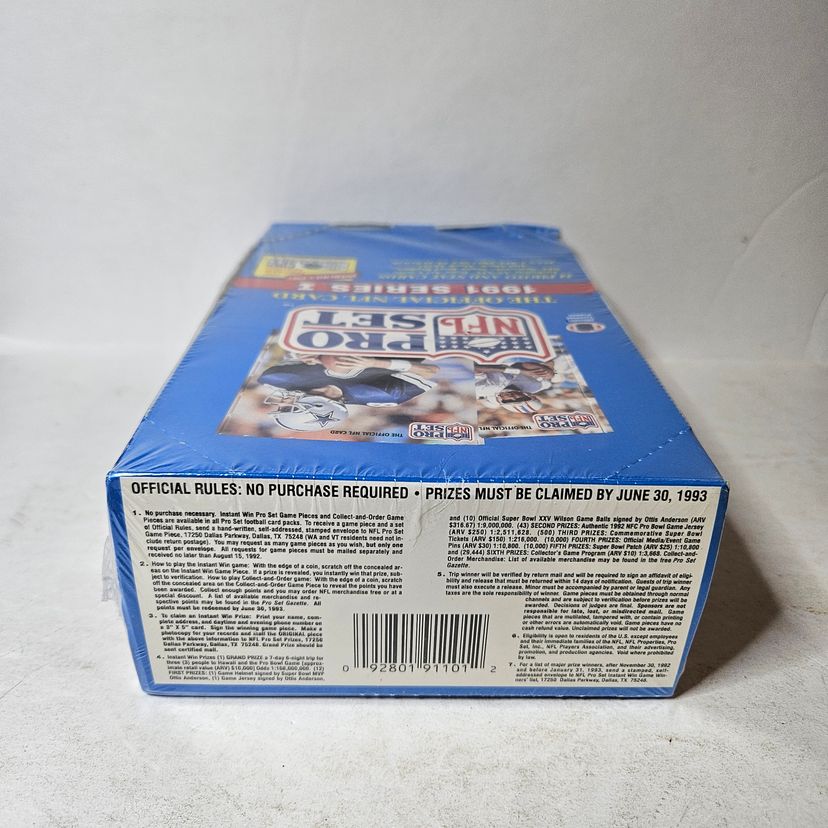 THE OFFICIAL NFL CARD
1991 SERIES I
NFL
PRO
SET
THE OFFICIAL NFL CARD
PRO
SET
THE OFFICIAL NFL CARD
PRO
SET
OFFICIAL RULES: NO PURCHASE REQUIRED • PRIZES MUST BE CLAIMED BY JUNE 30, 1993
1. No purchase necessary. Instant Win Pro Set Game Pieces and Collect-and-Order Game
Pieces are available in all Pro Set football card packs. To receive a game piece and a set
of Official Rules, send a hand-written, self-addressed, stamped envelope to NFL Pro Set
Game Piece, 17250 Dallas Parkway, Dallas, TX 75248 (WA and VT residents need not in-
clude return postage). You may request as many game pieces as you wish, but only one
request per envelope. All requests for game pieces must be mailed separately and
received no later than August 15, 1992.
2. How to play the Instant Win game: With the edge of a coin, scratch off the concealed ar-
eas on the Instant Win Game Piece. If a prize is revealed, you instantly win that prize, sub-
ject to verification. How to play Collect-and-Order game: With the edge of a coin, scratch
off the concealed area on the Collect-and-Order Game Piece to reveal the points you have
been awarded. Collect enough points and you may order NFL merchandise free or at a
special discount. A list of available merchandise and re-
spective points may be found in the Pro Set Gazette. All
points must be redeemed by June 30, 1993.
3. To claim an Instant Win Prize: Print your name, com-
plete address, and daytime and evening phone number on
a 3" X 5" card. Sign the winning game piece. Make a
photocopy for your records and mail the ORIGINAL piece
with the above information to NFL Pro Set Prizes, 17250
Dallas Parkway, Dallas, TX 75248. Grand Prize should be
sent certified mail.
4. Instant Win Prizes (1) GRAND PRIZE a 7-day 6-night trip for
three (3) people to Hawaii and the Pro Bowl Game (approx-
imate retail value (ARV) $10,000) Odds 1:108,000,000. (12)
FIRST PRIZES: (1) Game Helmet signed by Super Bowl MVP
Ottis Anderson, (1) Game Jersey signed by Ottis Anderson,
0 92801 91101 2
and (10) Official Super Bowl XXV Wilson Game Balls signed by Ottis Anderson (ARV
$316.67) 1:9,000,000. (43) SECOND PRIZES: Authentic 1992 NFC Pro Bowl Game Jersey
(ARV $250) 1:2,511,628. (500) THIRD PRIZES: Commemorative Super Bowl
Tickets (ARV $150) 1:216,000. (10,000) FOURTH PRIZES: Official Media/Event Game
Pins (ARV $30) 1:10,800. (10,000) FIFTH PRIZES: Super Bowl Patch (ARV $25) 1:10,800
and (29,444) SIXTH PRIZES: Collector's Game Program (ARV $10) 1:3,668. Collect-and-
Order Merchandise: List of available merchandise may be found in the free Pro Set
Gazette.
5. Trip winner will be verified by return mail and will be required to sign an affidavit of eligi-
bility and release that must be returned within 14 days of notification. Guests of trip winner
must also execute a release. Minor must be accompanied by parent or legal guardian. Any
taxes are the sole responsibility of winner. Game pieces must be obtained through normal
channels and are subject to verification before prizes will be
awarded. Decisions of judges are final. Sponsors are not
responsible for late, lost, or misdirected mail. Game
pieces that are mutilated, tampered with, or contain printing
or other errors are automatically void. Game pieces have no
cash refund value. Unclaimed prizes will not be awarded.
6. Eligibility is open to residents of the U.S. except employees
and their immediate families of the NFL, NFL Properties, Pro
Set, Inc., NFL Players Association, and their advertising,
promotion, and production agencies. Void where prohibited
by law.
7. For a list of major prize winners, after November 30, 1992
and before January 31, 1993, send a stamped, self-
addressed envelope to NFL Pro Set Instant Game Win-
ners' list, 17250 Dallas Parkway, Dallas, TX 75248.